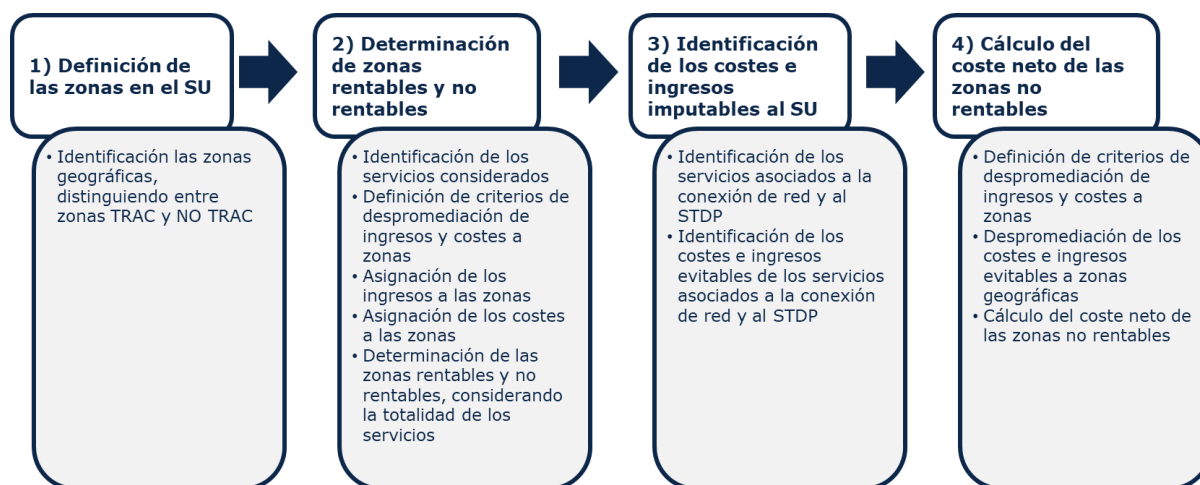 1) Definición de
las zonas en el SU
• Identificación las zonas
geográficas,
distinguiendo entre
zonas TRAC y NO TRAC
2) Determinación
de zonas
rentables y no
rentables
• Identificación de los
servicios considerados
• Definición de criterios de
despromediación de
ingresos y costes a
zonas
• Asignación de los
ingresos a las zonas
• Asignación de los costes
a las zonas
• Determinación de las
zonas rentables y no
rentables, considerando
la totalidad de los
servicios
3) Identificación
de los costes e
ingresos
imputables al SU
• Identificación de los
servicios asociados a la
conexión de red y al
STDP
• Identificación de los
costes e ingresos
evitables de los servicios
asociados a la conexión
de red y al STDP
4) Cálculo del
coste neto de las
zonas no
rentables
• Definición de criterios de
despromediación de
ingresos y costes a
zonas
• Despromediación de los
costes e ingresos
evitables a zonas
geográficas
• Cálculo del coste neto de
las zonas no rentables